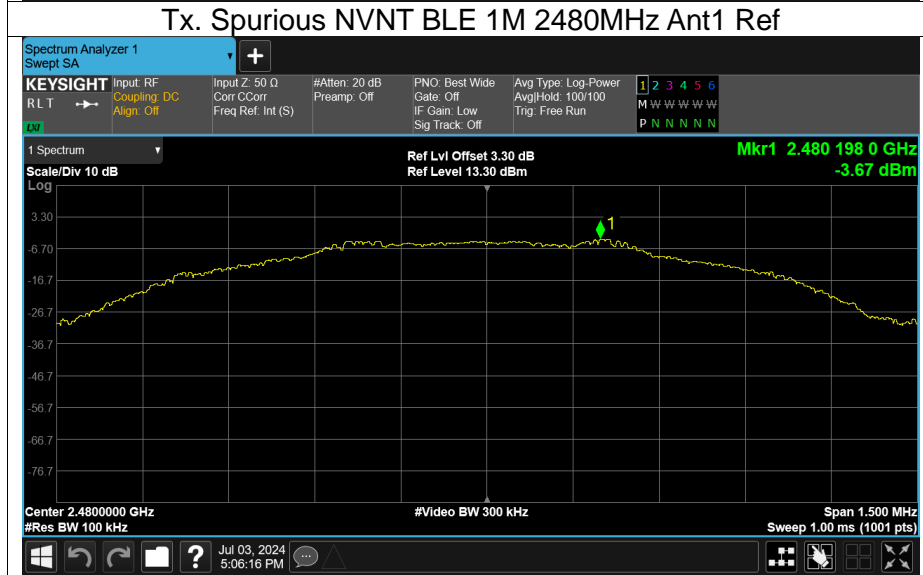 Tx. Spurious NVNT BLE 1M 2480MHz Ant1 Ref
Spectrum Analyzer 1
Swept SA
+
KEYSIGHT
RLT
LXI
Input: RF
Coupling: DC
Align: Off
Input Z: 50 Ω
Corr CCorr
Freq Ref: Int (S)
#Atten: 20 dB
Preamp: Off
PNO: Best Wide
Gate: Off
IF Gain: Low
Sig Track: Off
Avg Type: Log-Power
Avg|Hold: 100/100
Trig: Free Run
1 2 3 4 5 6
M W W W W W
P N N N N N
1 Spectrum
Scale/Div 10 dB
Log
Ref Lvl Offset 3.30 dB
Ref Level 13.30 dBm
Mkr1 2.480 198 0 GHz
-3.67 dBm
1
3.30
-6.70
-16.7
-26.7
-36.7
-46.7
-56.7
-66.7
-76.7
Center 2.4800000 GHz
#Res BW 100 kHz
#Video BW 300 kHz
Span 1.500 MHz
Sweep 1.00 ms (1001 pts)
?
Jul 03, 2024
5:06:16 PM